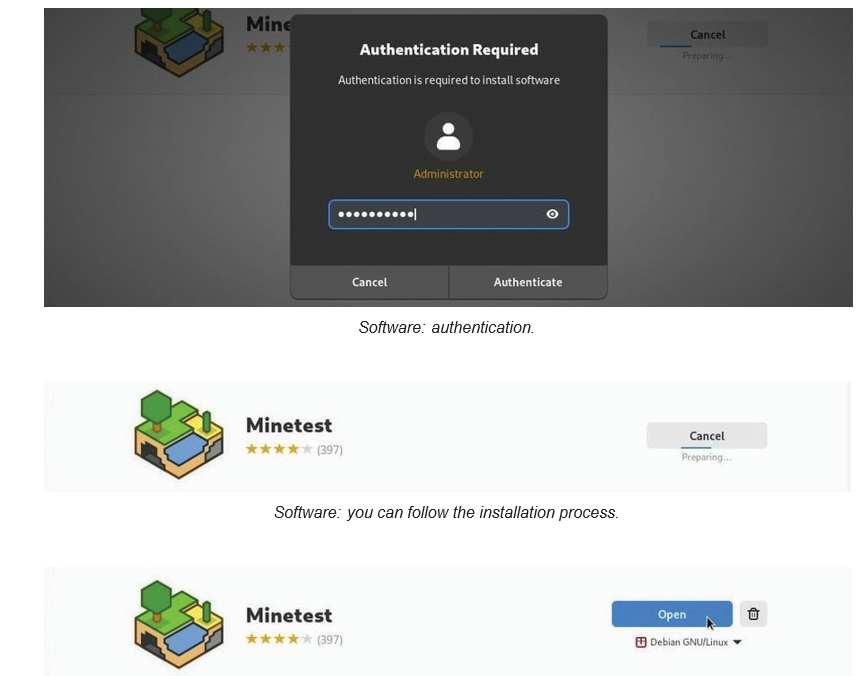 Mine
Cancel
Preparing...
Authentication Required
Authentication is required to install software
Administrator
Cancel
Authenticate
Software: authentication.
Minetest
(397)
Cancel
Preparing...
Software: you can follow the installation process.
Minetest
(397)
Open
Debian GNU/Linux